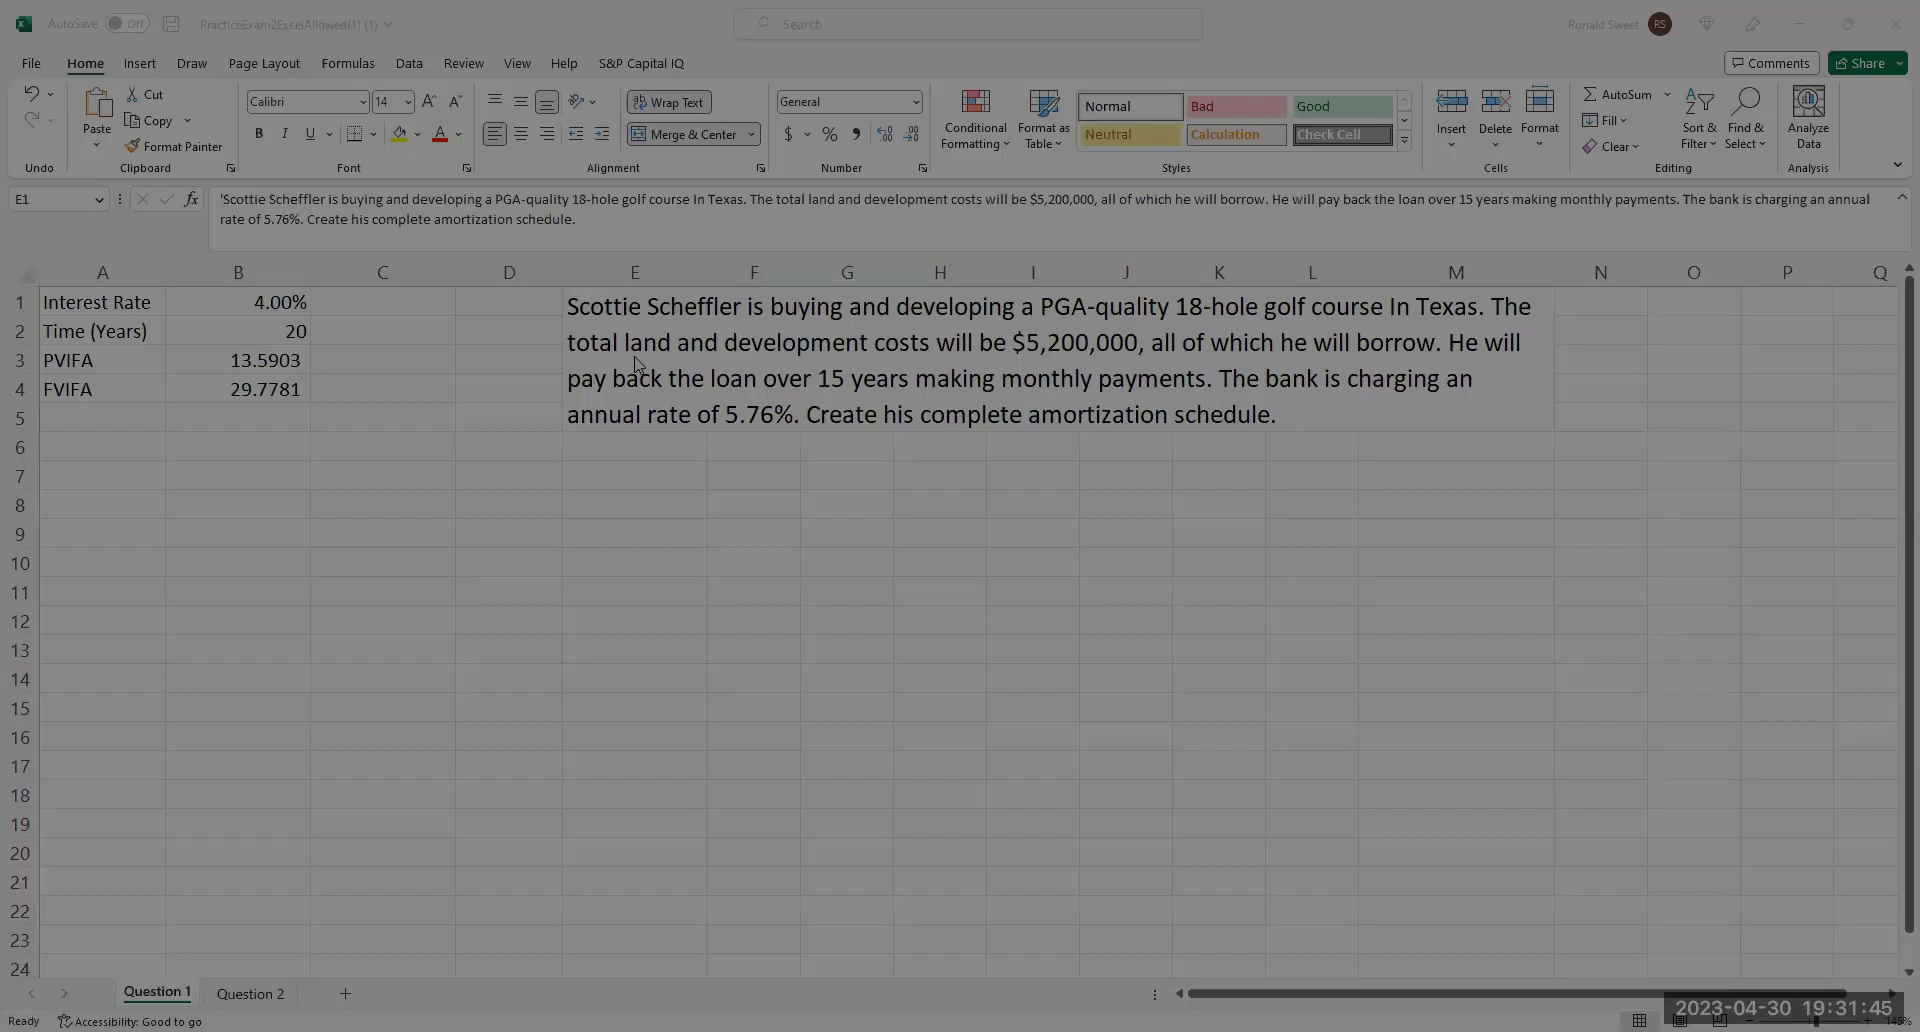 AutoSave Off PracticeExam2ExcelAllowed(1) (1) Search Ronald Sweet RS
File Home Insert Draw Page Layout Formulas Data Review View Help S&P Capital IQ Comments Share
Cut Calibri 14 Wrap Text General Normal Bad Good AutoSum
Paste Copy Conditional Formatting Format as Table Insert Delete Format Fill Sort & Filter Find & Select Analyze Data
Format Painter B I U A Merge & Center $ % , Neutral Calculation Check Cell Clear
Undo Clipboard Font Alignment Number Styles Cells Editing Analysis
E1 fx 'Scottie Scheffler is buying and developing a PGA-quality 18-hole golf course In Texas. The total land and development costs will be $5,200,000, all of which he will borrow. He will pay back the loan over 15 years making monthly payments. The bank is charging an annual
rate of 5.76%. Create his complete amortization schedule.
A B C D E F G H I J K L M N O P Q
1 Interest Rate 4.00% Scottie Scheffler is buying and developing a PGA-quality 18-hole golf course In Texas. The
2 Time (Years) 20 total land and development costs will be $5,200,000, all of which he will borrow. He will
3 PVIFA 13.5903 pay back the loan over 15 years making monthly payments. The bank is charging an
4 FVIFA 29.7781 annual rate of 5.76%. Create his complete amortization schedule.
5
6
7
8
9
10
11
12
13
14
15
16
17
18
19
20
21
22
23
24
Question 1 Question 2
Ready Accessibility: Good to go 2023-04-30 19:31:45 145%